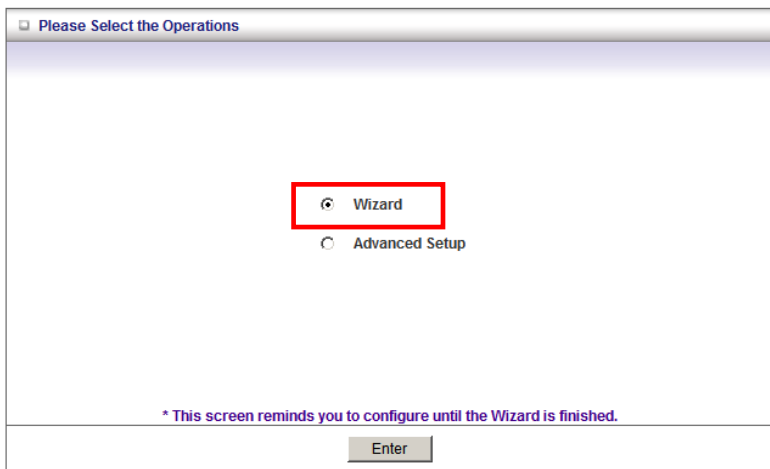 Please Select the Operations
Wizard
Advanced Setup
* This screen reminds you to configure until the Wizard is finished.
Enter